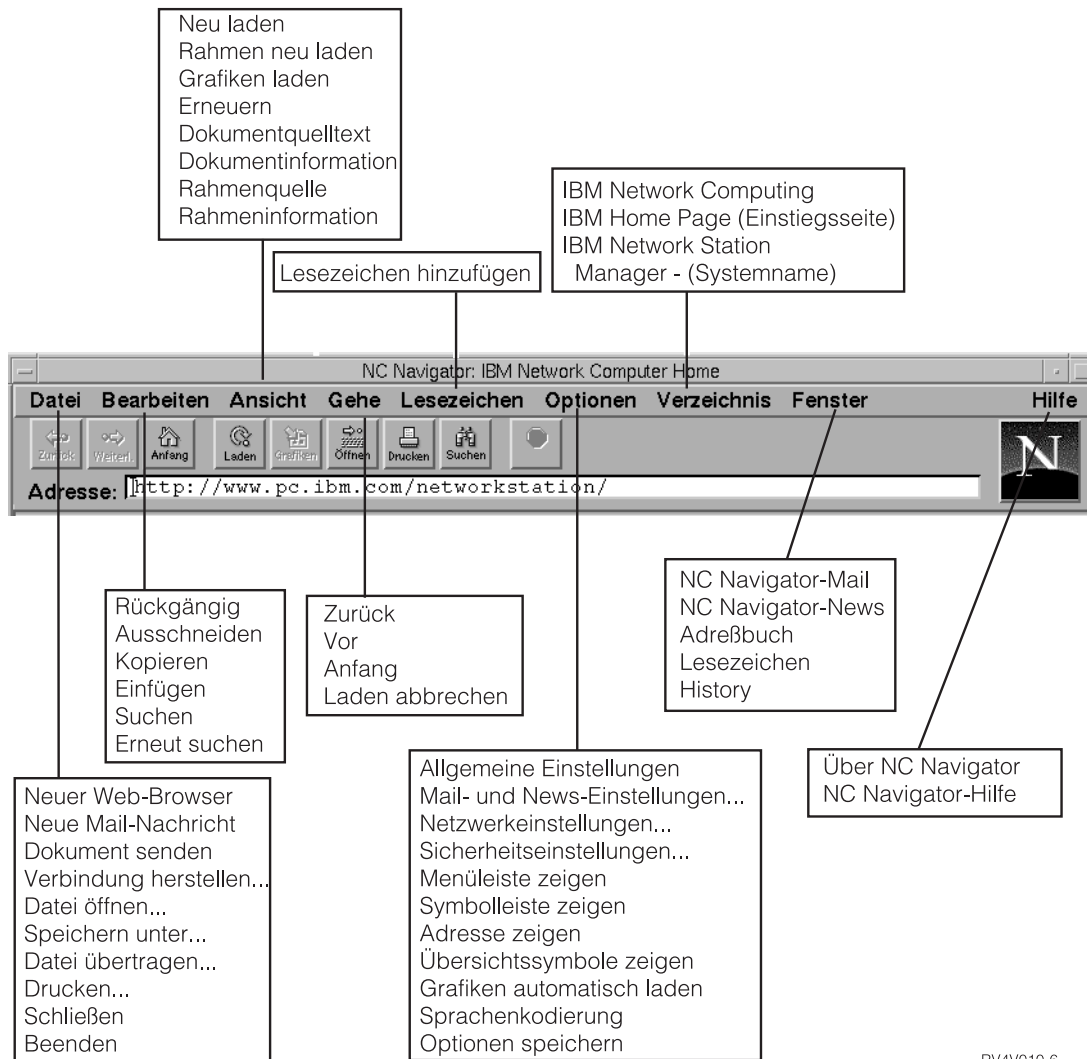 Neu laden
Rahmen neu laden
Grafiken laden
Erneuern
Dokumentquelltext
Dokumentinformation
Rahmenquelle
Rahmeninformation
Lesezeichen hinzufügen
IBM Network Computing
IBM Home Page (Einstiegsseite)
IBM Network Station
Manager - (Systemname)
NC Navigator: IBM Network Computer Home
Datei Bearbeiten Ansicht Gehe Lesezeichen Optionen Verzeichnis Fenster Hilfe
Zurück Weiterl. Anfang Laden Grafiken Öffnen Drucken Suchen
N
Adresse: http://www.pc.ibm.com/networkstation/
Rückgängig
Ausschneiden
Kopieren
Einfügen
Suchen
Erneut suchen
Zurück
Vor
Anfang
Laden abbrechen
NC Navigator-Mail
NC Navigator-News
Adreßbuch
Lesezeichen
History
Über NC Navigator
NC Navigator-Hilfe
Neuer Web-Browser
Neue Mail-Nachricht
Dokument senden
Verbindung herstellen...
Datei öffnen...
Speichern unter...
Datei übertragen...
Drucken...
Schließen
Beenden
Allgemeine Einstellungen
Mail- und News-Einstellungen...
Netzwerkeinstellungen...
Sicherheitseinstellungen...
Menüleiste zeigen
Symbolleiste zeigen
Adresse zeigen
Übersichtssymbole zeigen
Grafiken automatisch laden
Sprachenkodierung
Optionen speichern